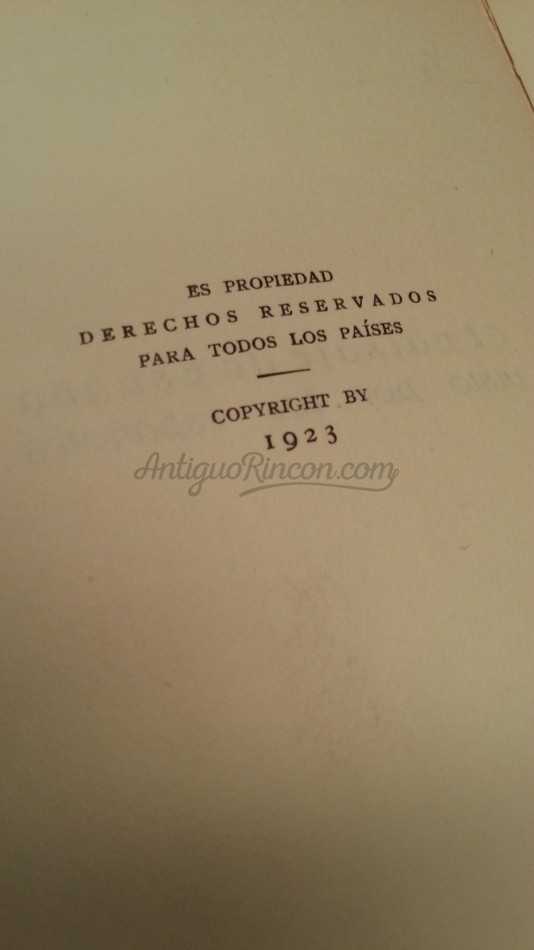 ES PROPIEDAD
DERECHOS RESERVADOS
PARA TODOS LOS PAÍSES
COPYRIGHT BY
1923
AntiguoRincon.com